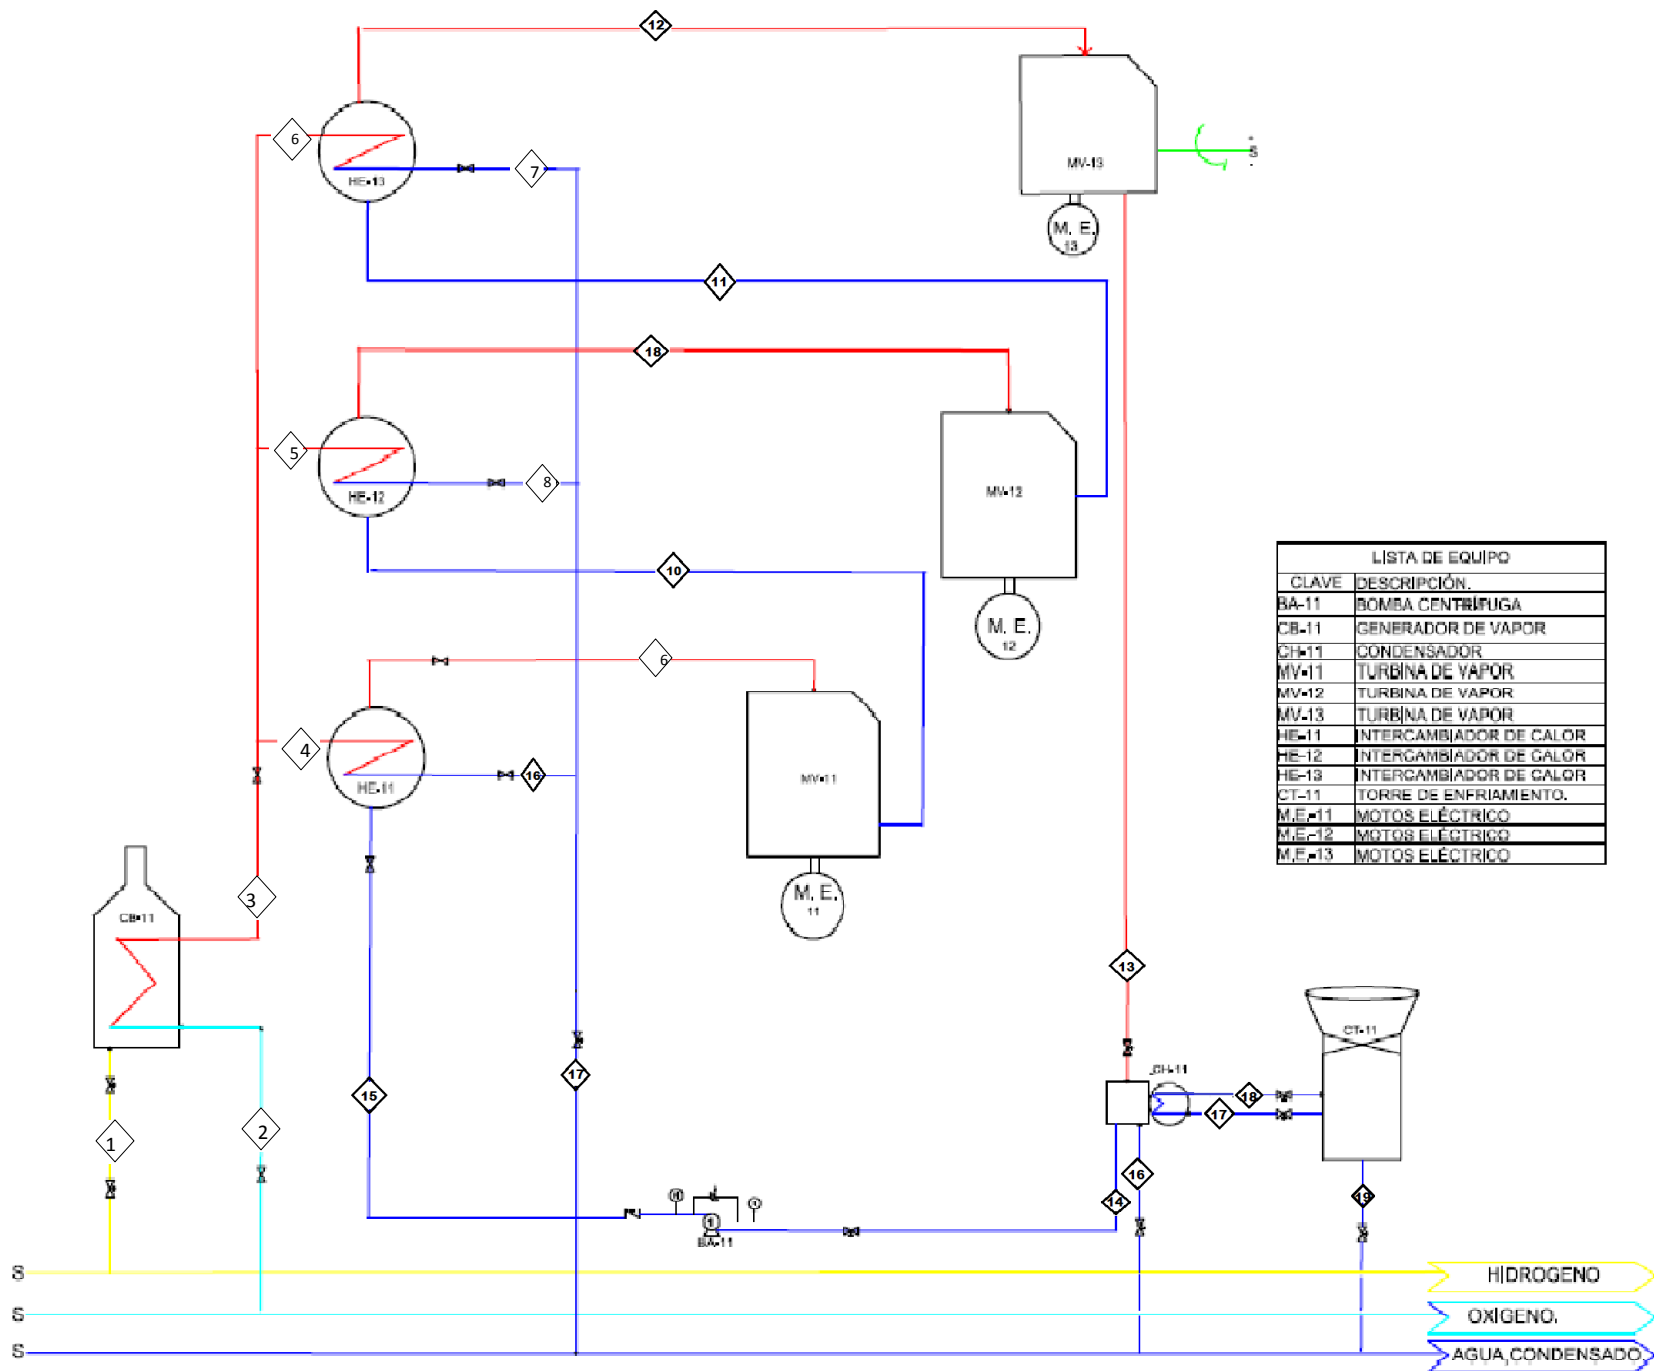 12
6
HE-13
7
MV-13
S
M. E.
13
11
18
5
HE-12
8
MV-12
M. E.
12
10
6
4
HE-11
16
MV-11
M. E.
11
3
CB-11
LISTA DE EQUIPO
CLAVE DESCRIPCIÓN.
BA-11 BOMBA CENTRÍFUGA
CB-11 GENERADOR DE VAPOR
CH-11 CONDENSADOR
MV-11 TURBINA DE VAPOR
MV-12 TURBINA DE VAPOR
MV-13 TURBINA DE VAPOR
HE-11 INTERCAMBIADOR DE CALOR
HE-12 INTERCAMBIADOR DE CALOR
HE-13 INTERCAMBIADOR DE CALOR
CT-11 TORRE DE ENFRIAMIENTO.
M.E.-11 MOTOS ELÉCTRICO
M.E.-12 MOTOS ELÉCTRICO
M.E.-13 MOTOS ELÉCTRICO
13
CT-11
CH-11
18
17
1
2
15
17
16
14
19
BA-11
S
HIDROGENO
S
OXIGENO.
S
AGUA, CONDENSADO,